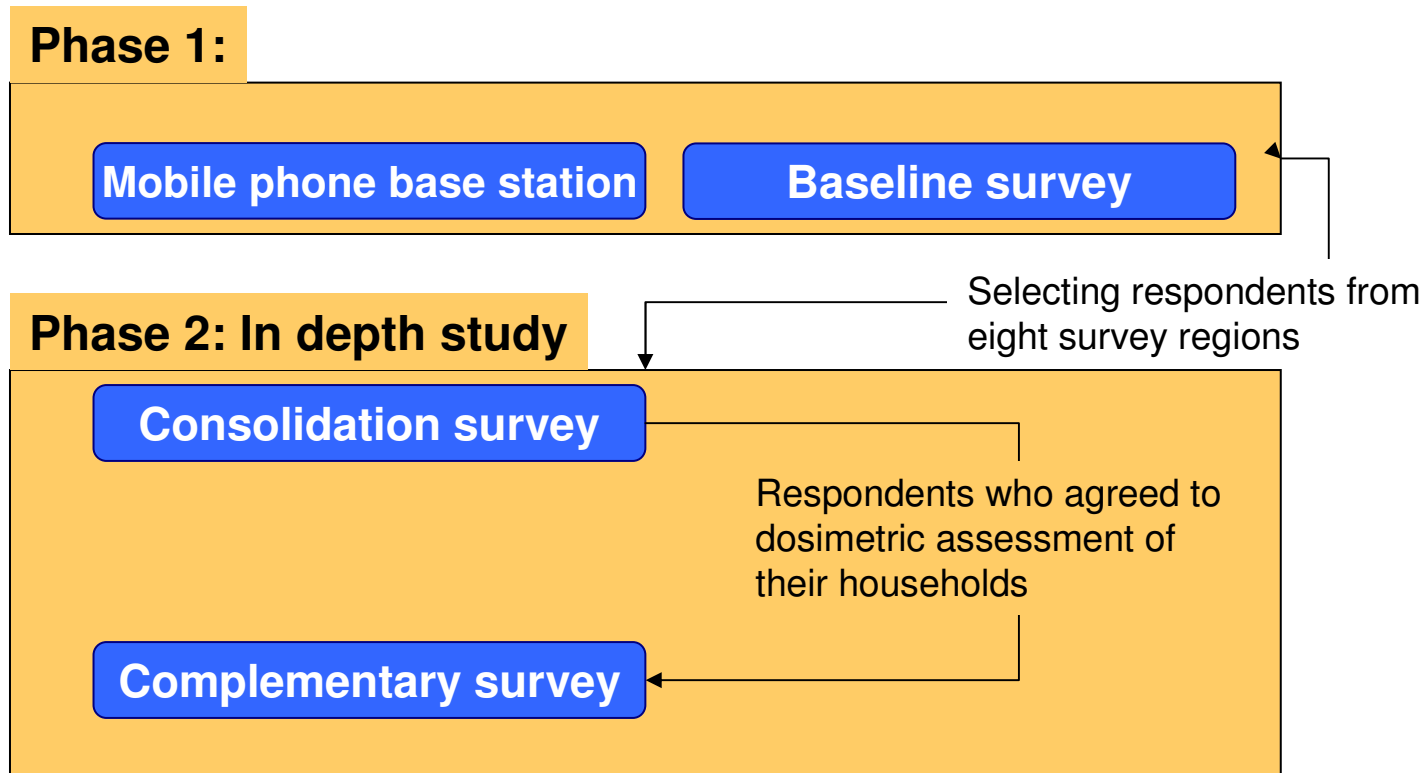 Phase 1:
Mobile phone base station
Baseline survey
Selecting respondents from
eight survey regions
Phase 2: In depth study
Consolidation survey
Respondents who agreed to
dosimetric assessment of
their households
Complementary survey